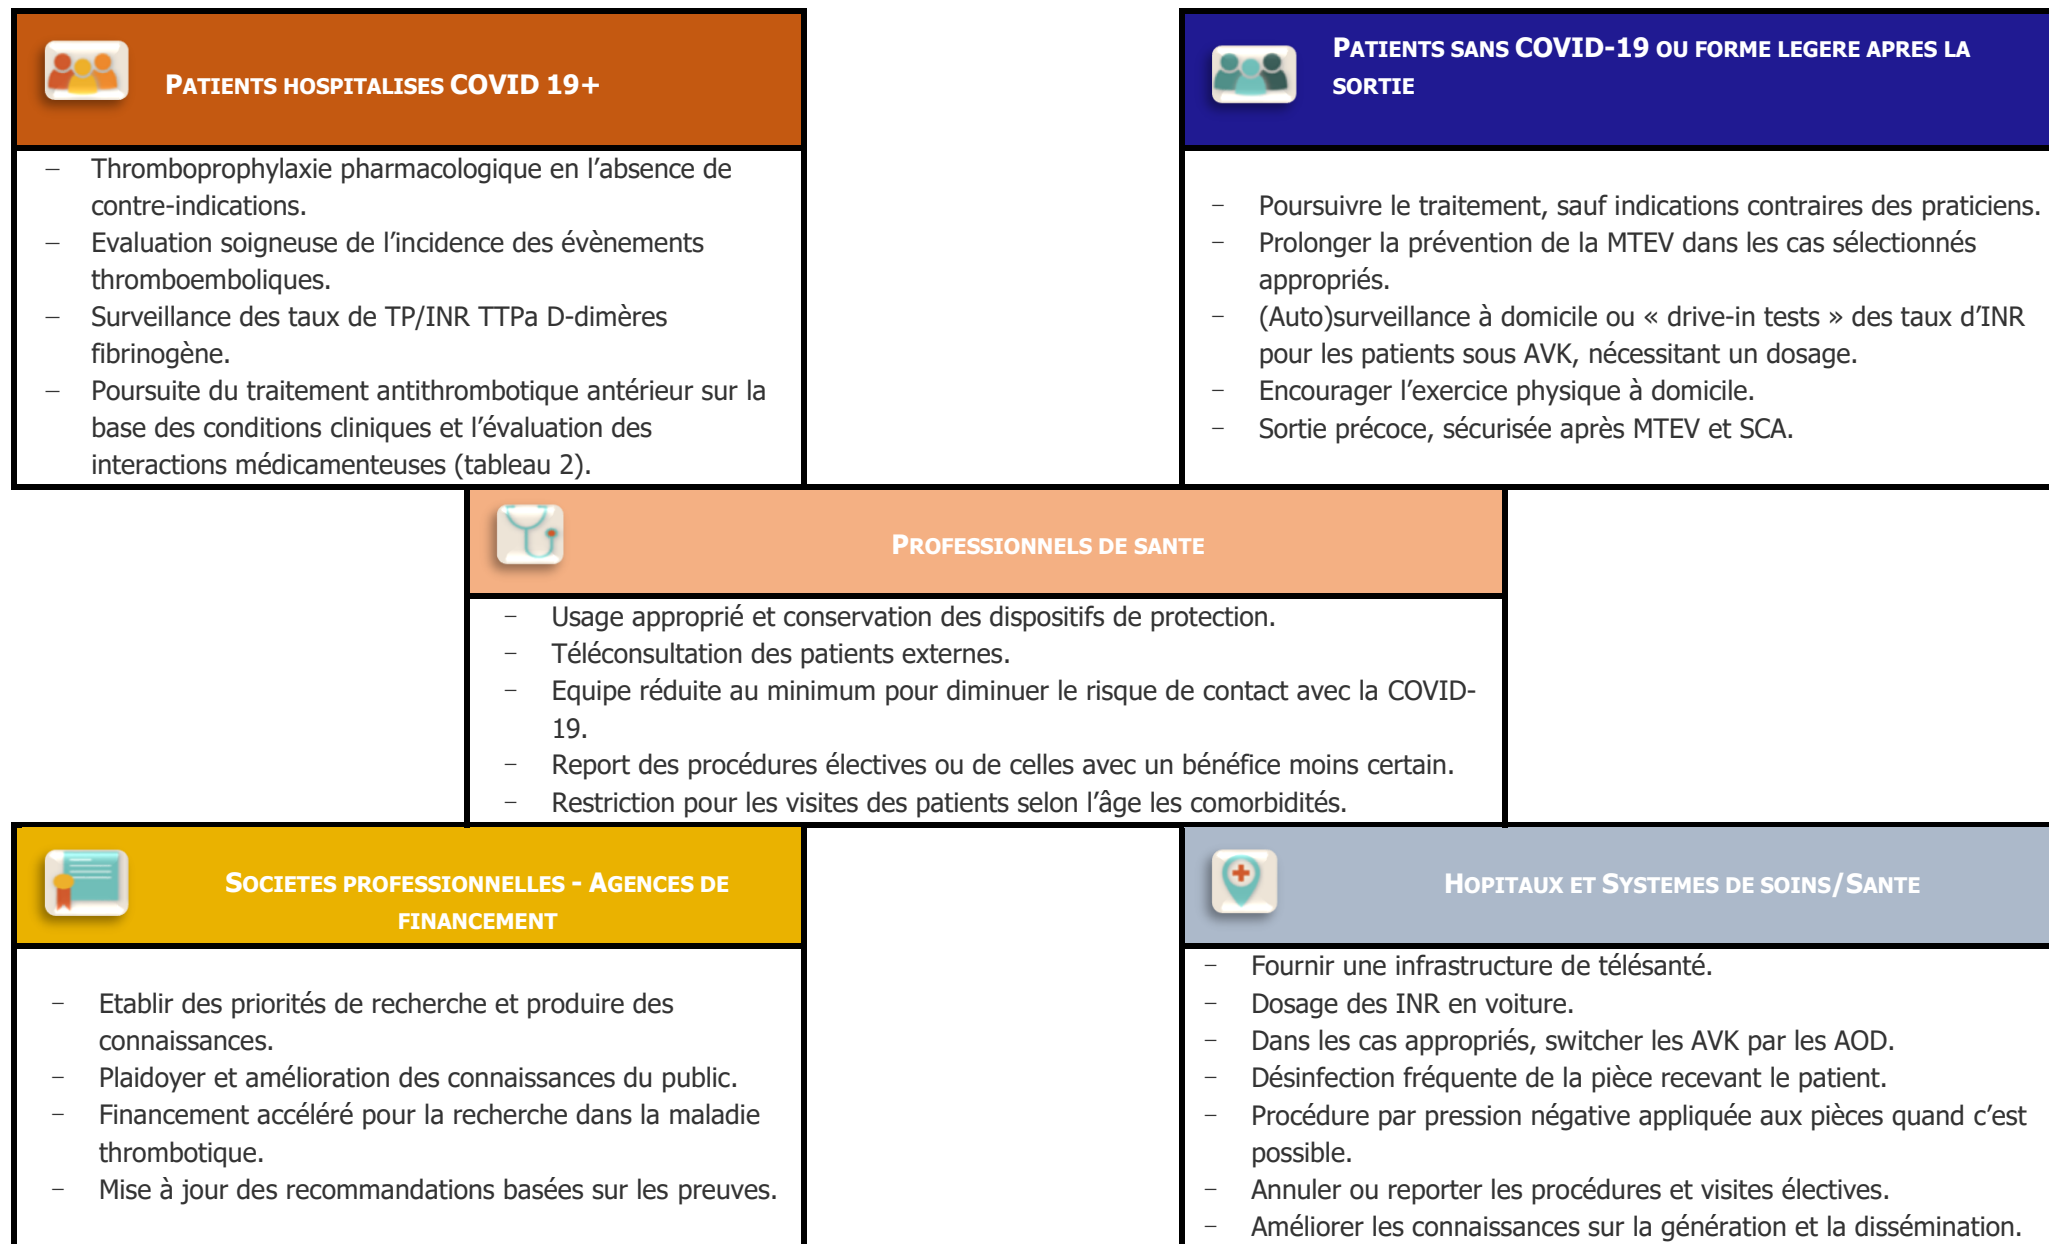 PATIENTS HOSPITALISES COVID 19+
– Thromboprophylaxie pharmacologique en l’absence de
contre-indications.
– Evaluation soigneuse de l’incidence des évènements
thromboemboliques.
– Surveillance des taux de TP/INR TTPa D-dimères
fibrinogène.
– Poursuite du traitement antithrombotique antérieur sur la
base des conditions cliniques et l’évaluation des
interactions médicamenteuses (tableau 2).
PATIENTS SANS COVID-19 OU FORME LEGERE APRES LA
SORTIE
– Poursuivre le traitement, sauf indications contraires des praticiens.
– Prolonger la prévention de la MTEV dans les cas sélectionnés
appropriés.
– (Auto)surveillance à domicile ou « drive-in tests » des taux d’INR
pour les patients sous AVK, nécessitant un dosage.
– Encourager l’exercice physique à domicile.
– Sortie précoce, sécurisée après MTEV et SCA.
PROFESSIONNELS DE SANTE
– Usage approprié et conservation des dispositifs de protection.
– Téléconsultation des patients externes.
– Equipe réduite au minimum pour diminuer le risque de contact avec la COVID-
19.
– Report des procédures électives ou de celles avec un bénéfice moins certain.
– Restriction pour les visites des patients selon l’âge les comorbidités.
SOCIETES PROFESSIONNELLES - AGENCES DE
FINANCEMENT
– Etablir des priorités de recherche et produire des
connaissances.
– Plaidoyer et amélioration des connaissances du public.
– Financement accéléré pour la recherche dans la maladie
thrombotique.
– Mise à jour des recommandations basées sur les preuves.
HOPITAUX ET SYSTEMES DE SOINS/SANTE
– Fournir une infrastructure de télésanté.
– Dosage des INR en voiture.
– Dans les cas appropriés, switcher les AVK par les AOD.
– Désinfection fréquente de la pièce recevant le patient.
– Procédure par pression négative appliquée aux pièces quand c’est
possible.
– Annuler ou reporter les procédures et visites électives.
– Améliorer les connaissances sur la génération et la dissémination.